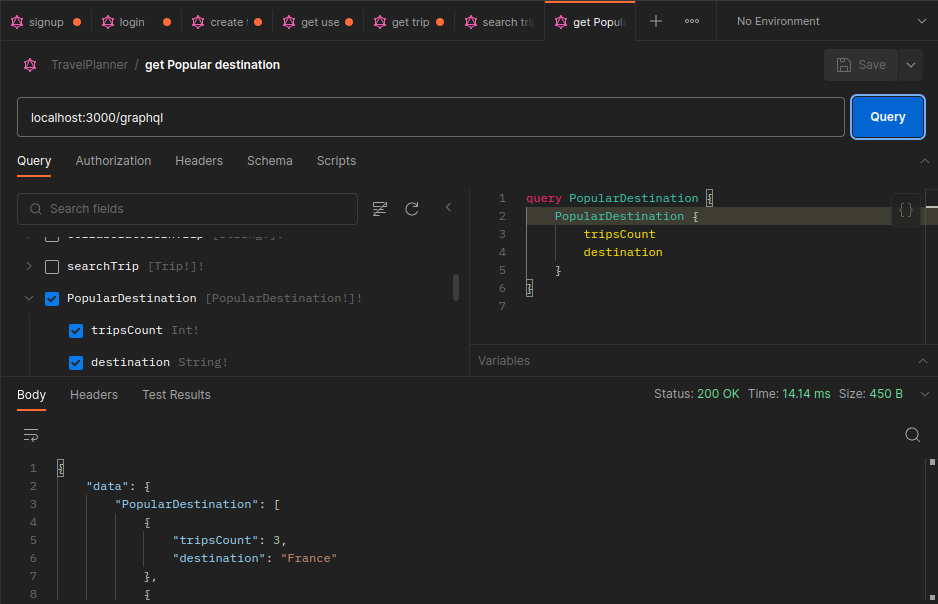 signup login create get use get trip search tri get Popul No Environment
TravelPlanner / get Popular destination Save
localhost:3000/graphql Query
Query Authorization Headers Schema Scripts
Search fields
searchTrip [Trip!]!
PopularDestination [PopularDestination!]!
tripsCount Int!
destination String!
1 query PopularDestination {
2 PopularDestination {
3 tripsCount
4 destination
5 }
6 }
7
{}
Variables
Body Headers Test Results Status: 200 OK Time: 14.14 ms Size: 450 B
1 {
2 "data": {
3 "PopularDestination": [
4 {
5 "tripsCount": 3,
6 "destination": "France"
7 },
8 {